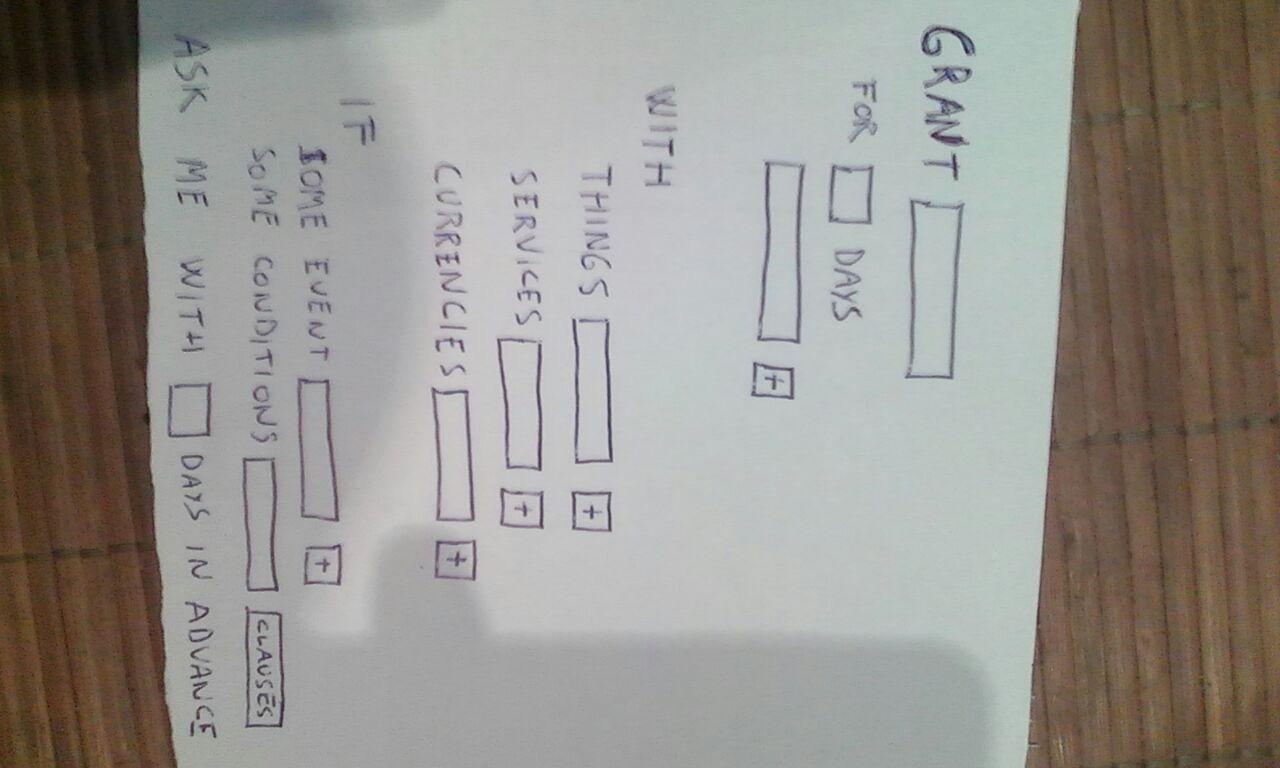 GRANT
FOR DAYS
+
WITH
THINGS +
SERVICES +
CURRENCIES +
IF
SOME EVENT +
SOME CONDITIONS CLAUSES
ASK ME WITH DAYS IN ADVANCE